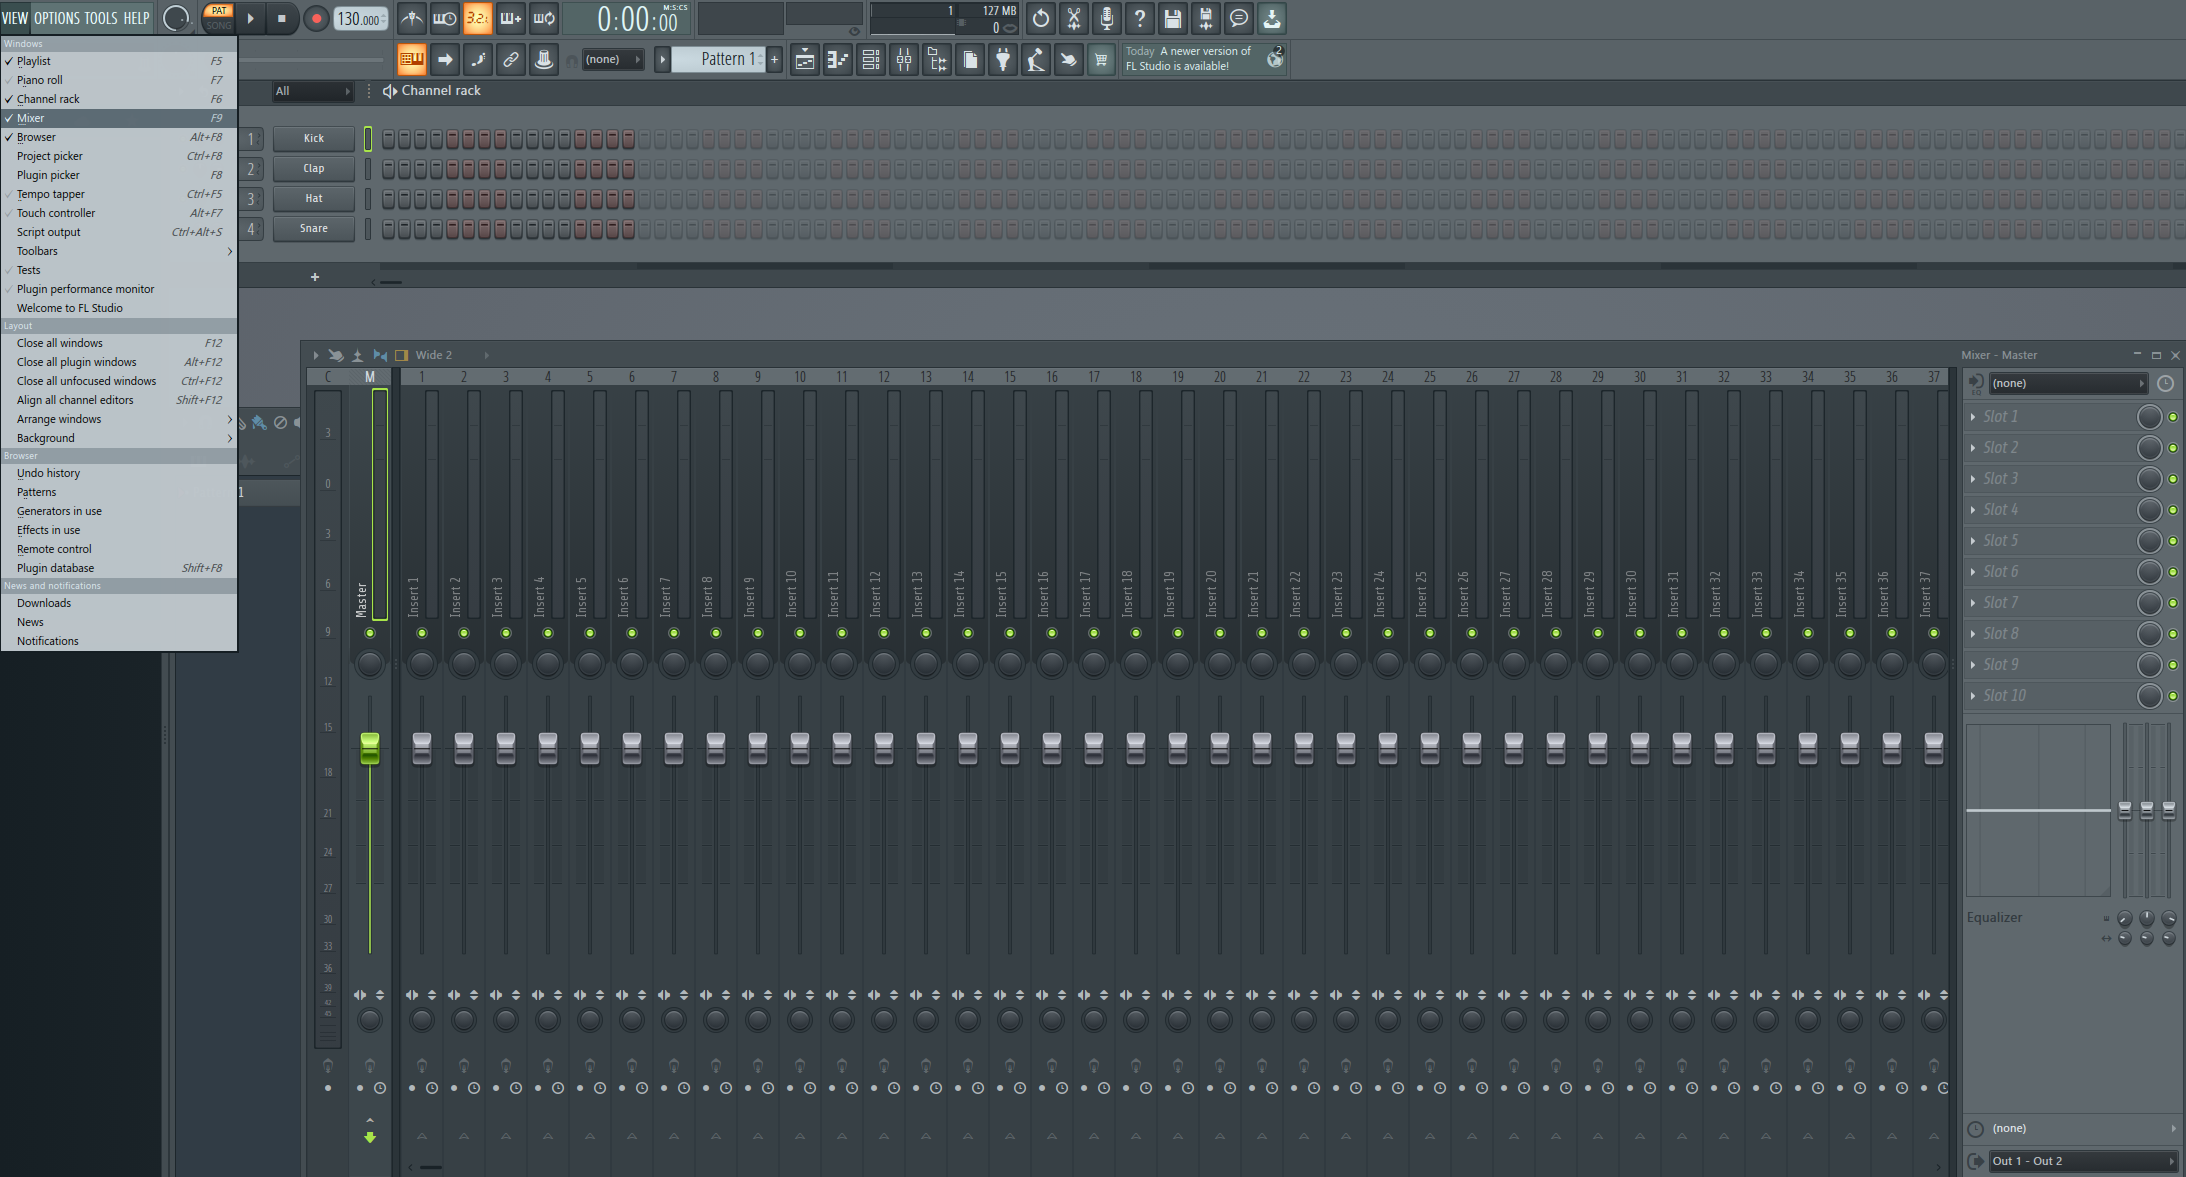 VIEW OPTIONS TOOLS HELP
PAT
SONG
130.000
3.2.
M:S:CS
0:00:00
1
127 MB
0
(none)
Pattern 1
+
Today A newer version of
FL Studio is available!
2
Windows
Playlist F5
Piano roll F7
Channel rack F6
Mixer F9
Browser Alt+F8
Project picker Ctrl+F8
Plugin picker F8
Tempo tapper Ctrl+F5
Touch controller Alt+F7
Script output Ctrl+Alt+S
Toolbars
Tests
Plugin performance monitor
Welcome to FL Studio
Layout
Close all windows F12
Close all plugin windows Alt+F12
Close all unfocused windows Ctrl+F12
Align all channel editors Shift+F12
Arrange windows
Background
Browser
Undo history
Patterns
Generators in use
Effects in use
Remote control
Plugin database Shift+F8
News and notifications
Downloads
News
Notifications
All
Channel rack
1 Kick
2 Clap
3 Hat
4 Snare
+
1
Wide 2
Mixer - Master
C M 1 2 3 4 5 6 7 8 9 10 11 12 13 14 15 16 17 18 19 20 21 22 23 24 25 26 27 28 29 30 31 32 33 34 35 36 37
3
0
3
6
9
12
15
18
21
24
27
30
33
36
39
42
45
Master
Insert 1
Insert 2
Insert 3
Insert 4
Insert 5
Insert 6
Insert 7
Insert 8
Insert 9
Insert 10
Insert 11
Insert 12
Insert 13
Insert 14
Insert 15
Insert 16
Insert 17
Insert 18
Insert 19
Insert 20
Insert 21
Insert 22
Insert 23
Insert 24
Insert 25
Insert 26
Insert 27
Insert 28
Insert 29
Insert 30
Insert 31
Insert 32
Insert 33
Insert 34
Insert 35
Insert 36
Insert 37
(none)
EQ
Slot 1
Slot 2
Slot 3
Slot 4
Slot 5
Slot 6
Slot 7
Slot 8
Slot 9
Slot 10
Equalizer
(none)
Out 1 - Out 2